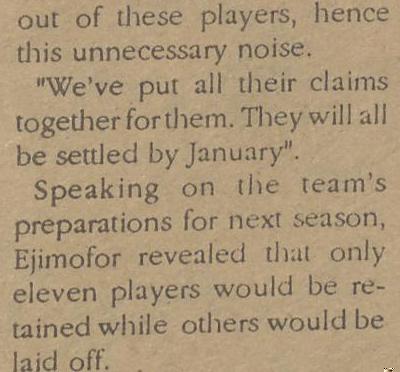 out of these players, hence
this unnecessary noise.
"We've put all their claims
together for them. They will all
be settled by January".
Speaking on the team's
preparations for next season,
Ejimofor revealed that only
eleven players would be re-
tained while others would be
laid off.